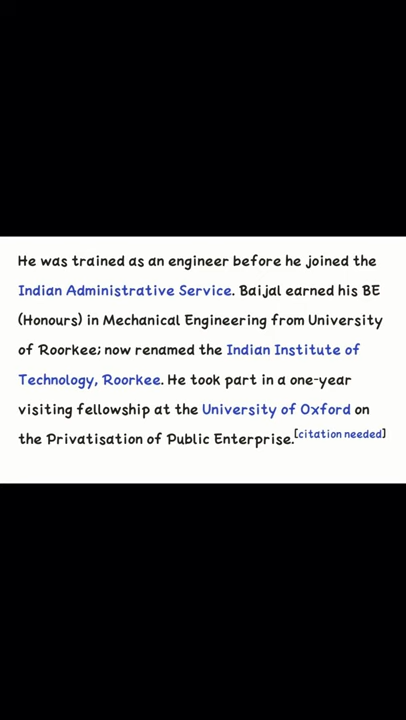 He was trained as an engineer before he joined the
Indian Administrative Service. Baijal earned his BE
(Honours) in Mechanical Engineering from University
of Roorkee; now renamed the Indian Institute of
Technology, Roorkee. He took part in a one-year
visiting fellowship at the University of Oxford on
the Privatisation of Public Enterprise.[citation needed]